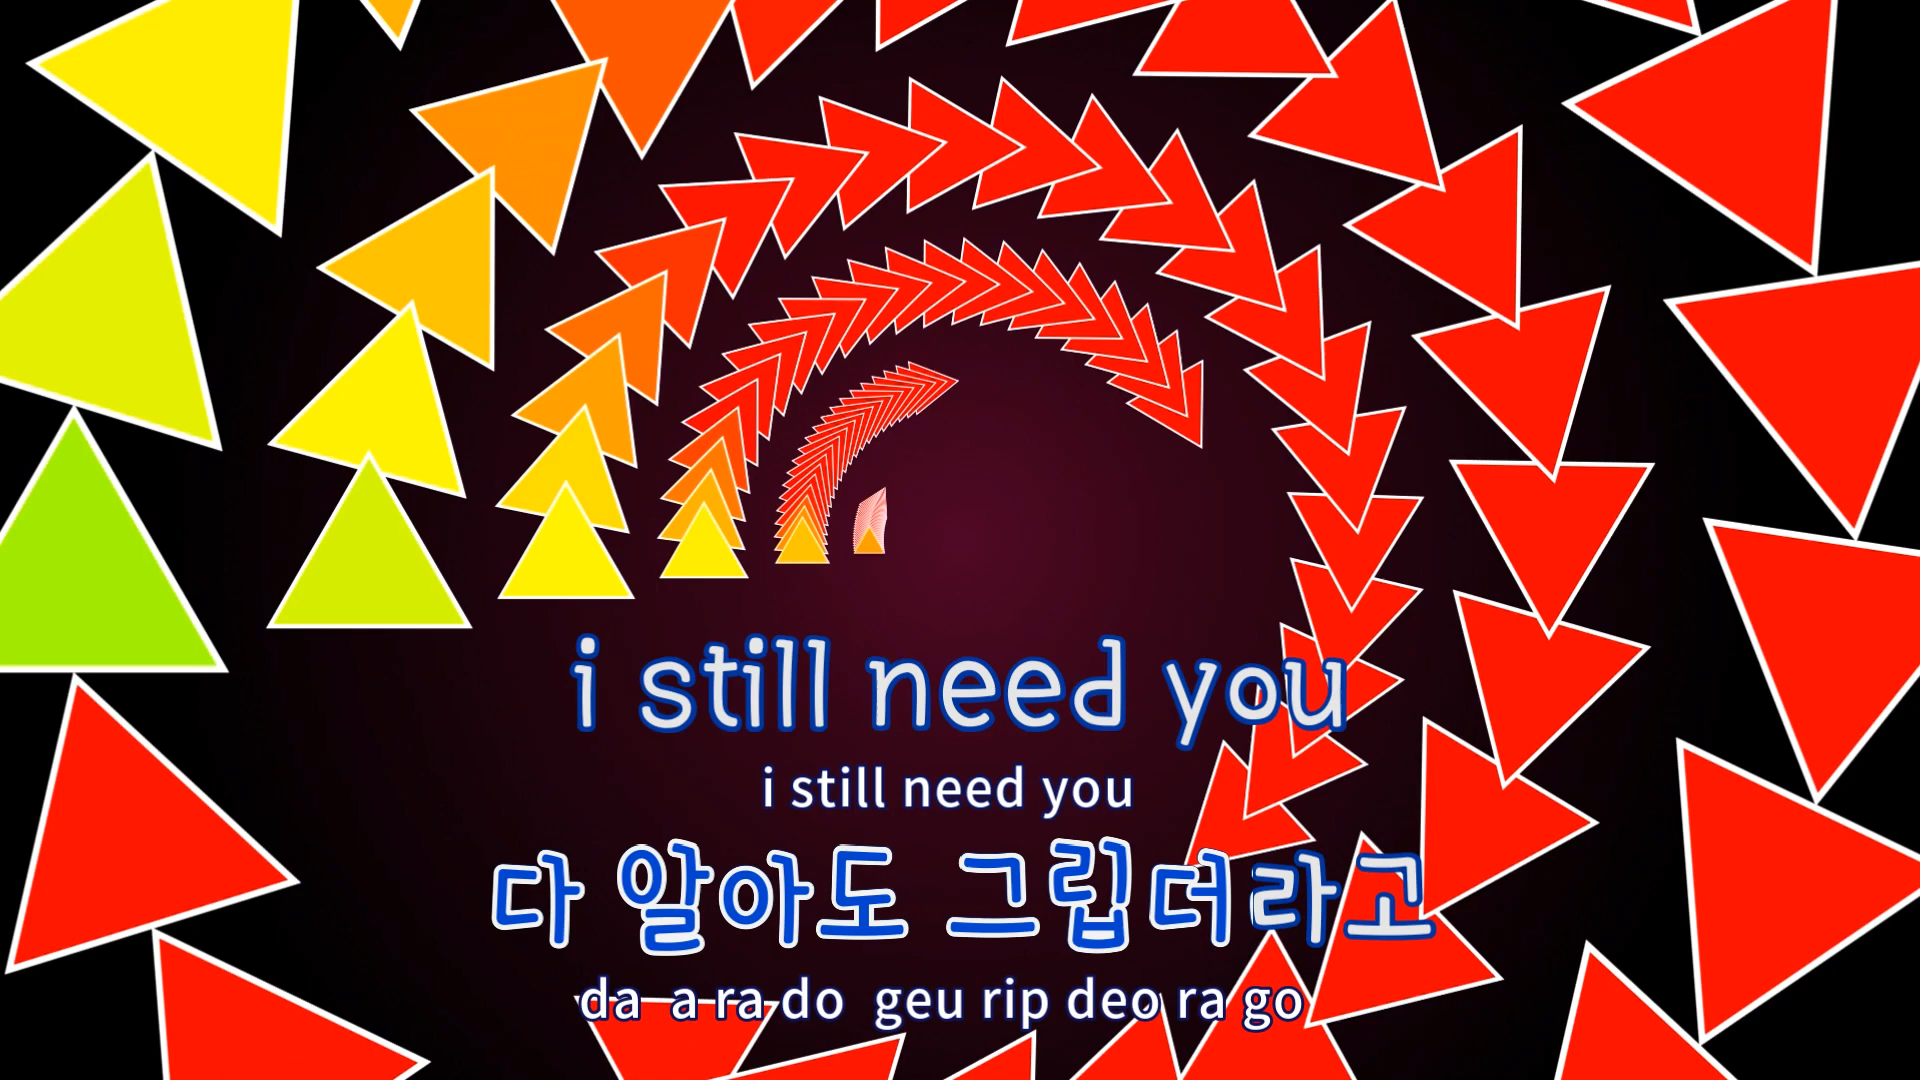 i still need you
i still need you
다 알아도 그립더라고
da a ra do geu rip deo ra go